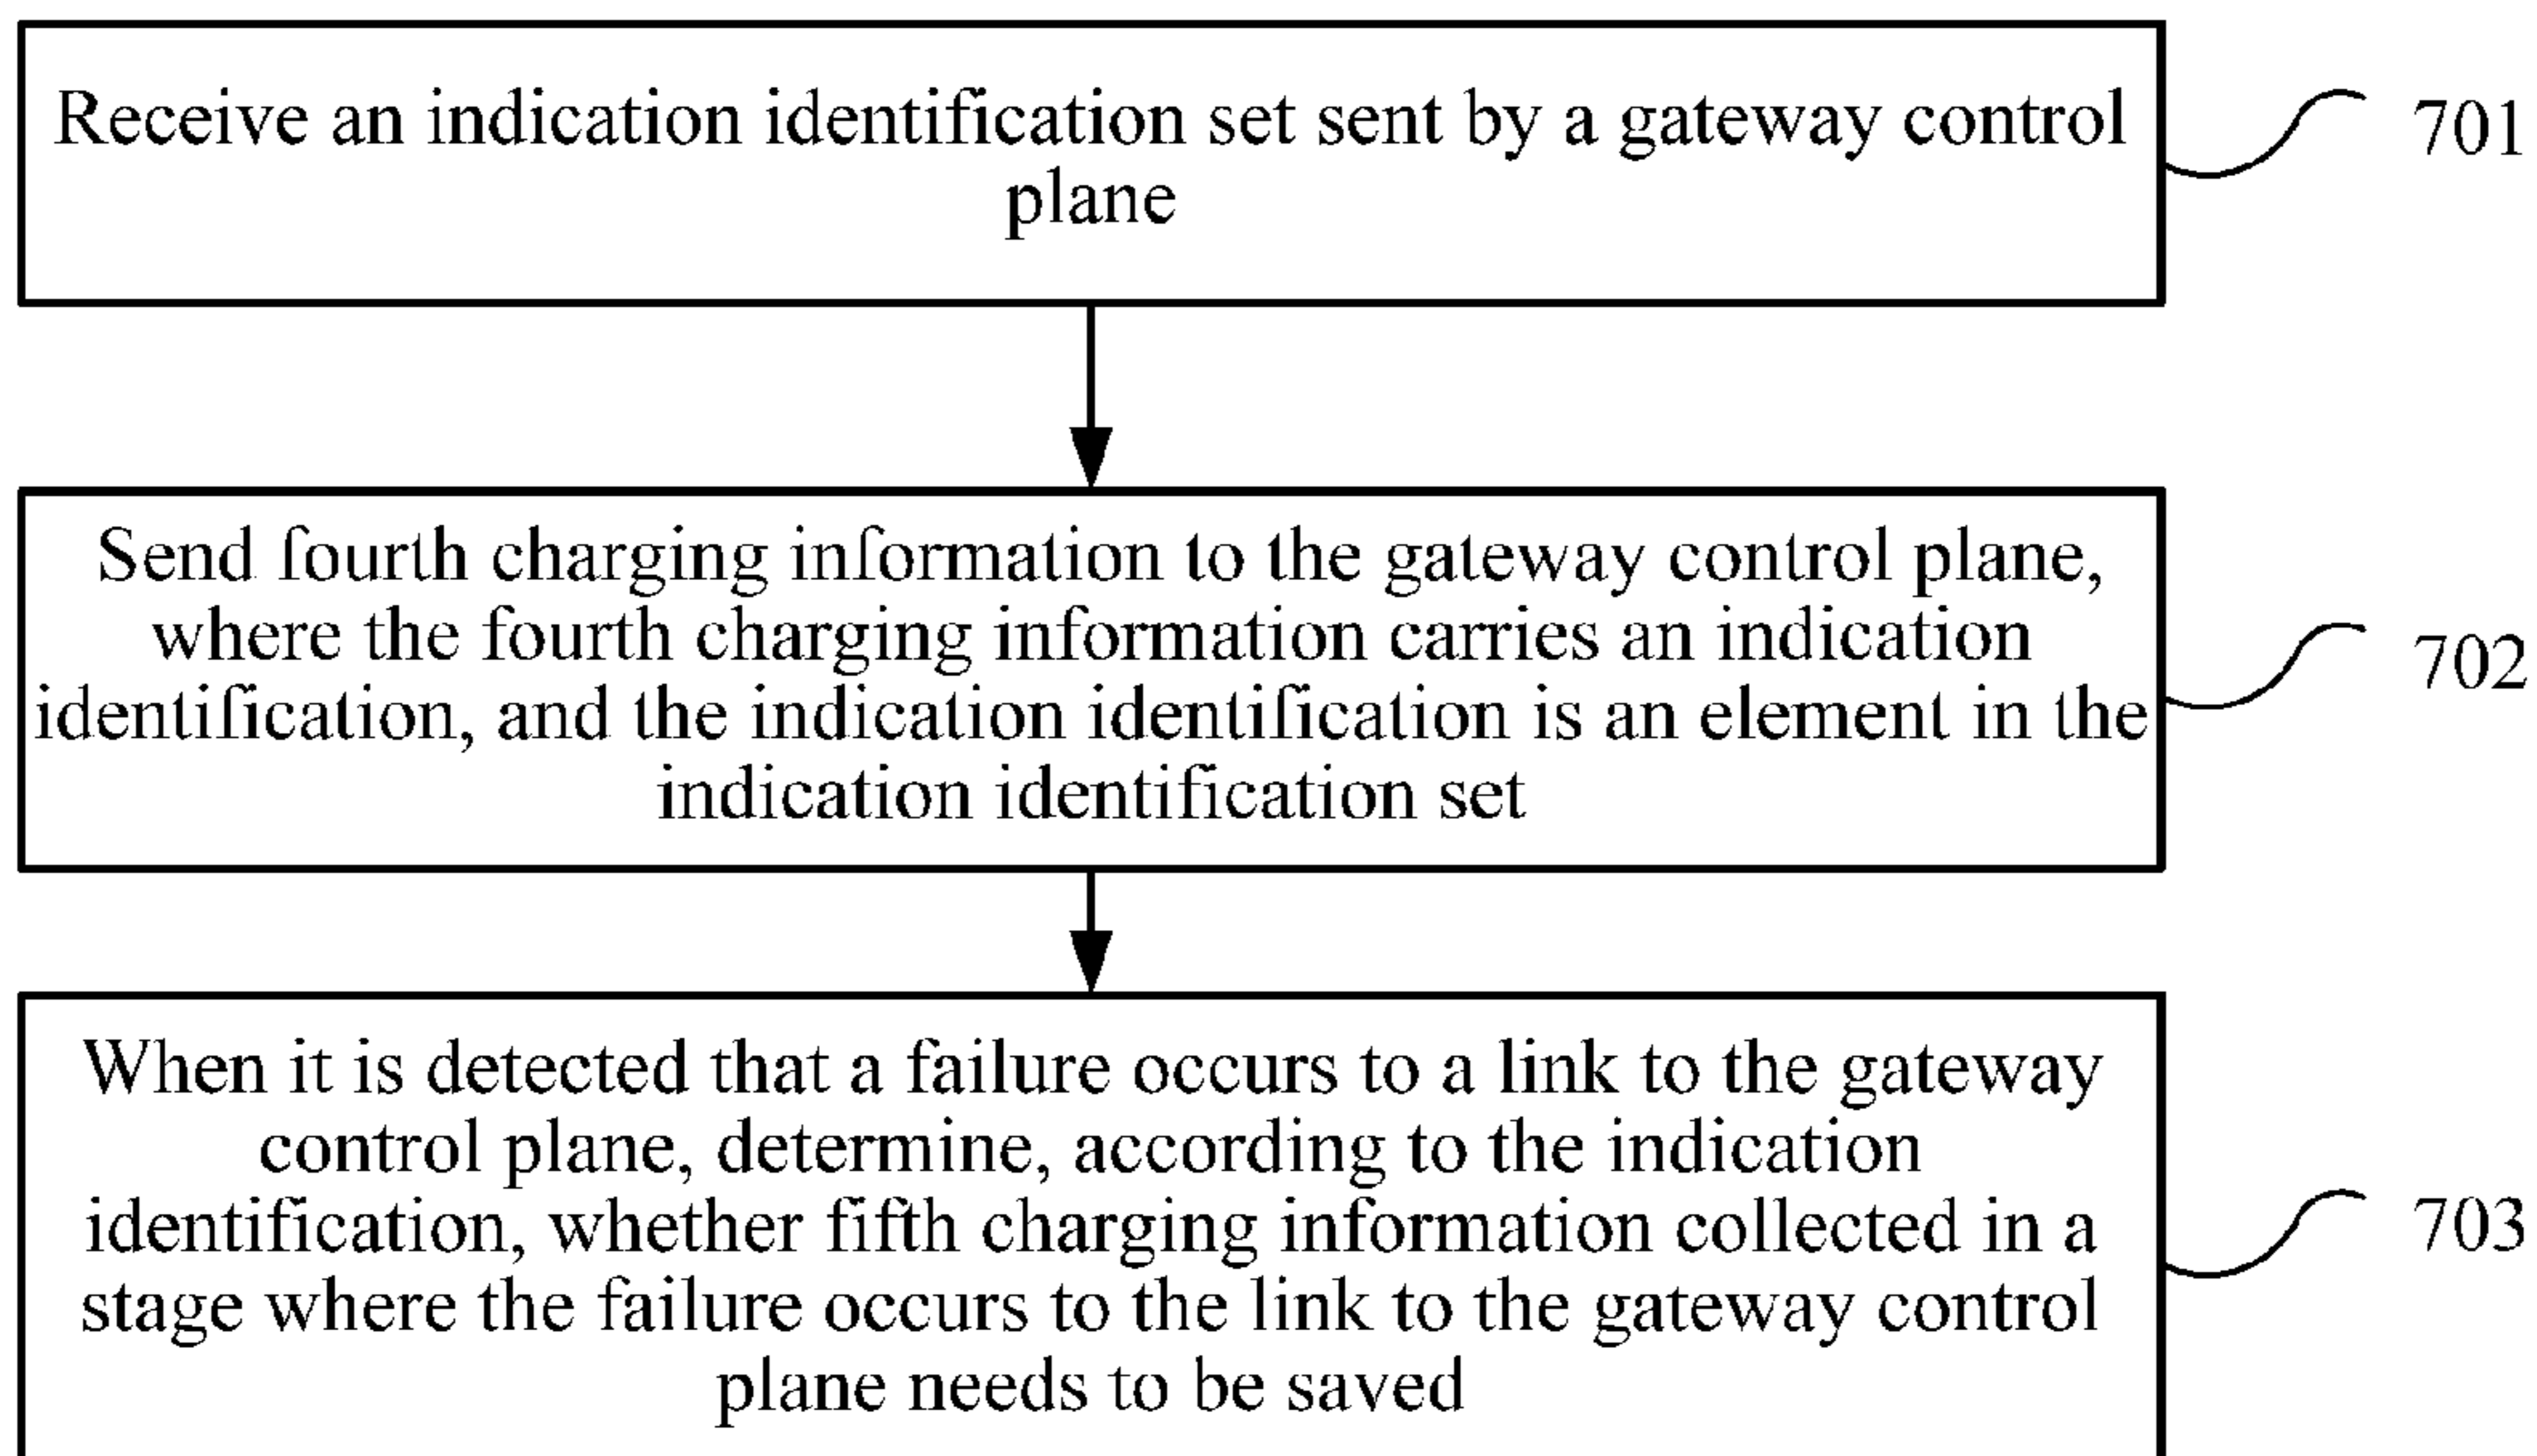 Receive an indication identification set sent by a gateway control
plane
701
Send fourth charging information to the gateway control plane,
where the fourth charging information carries an indication
identification, and the indication identification is an element in the
indication identification set
702
When it is detected that a failure occurs to a link to the gateway
control plane, determine, according to the indication
identification, whether fifth charging information collected in a
stage where the failure occurs to the link to the gateway control
plane needs to be saved
703